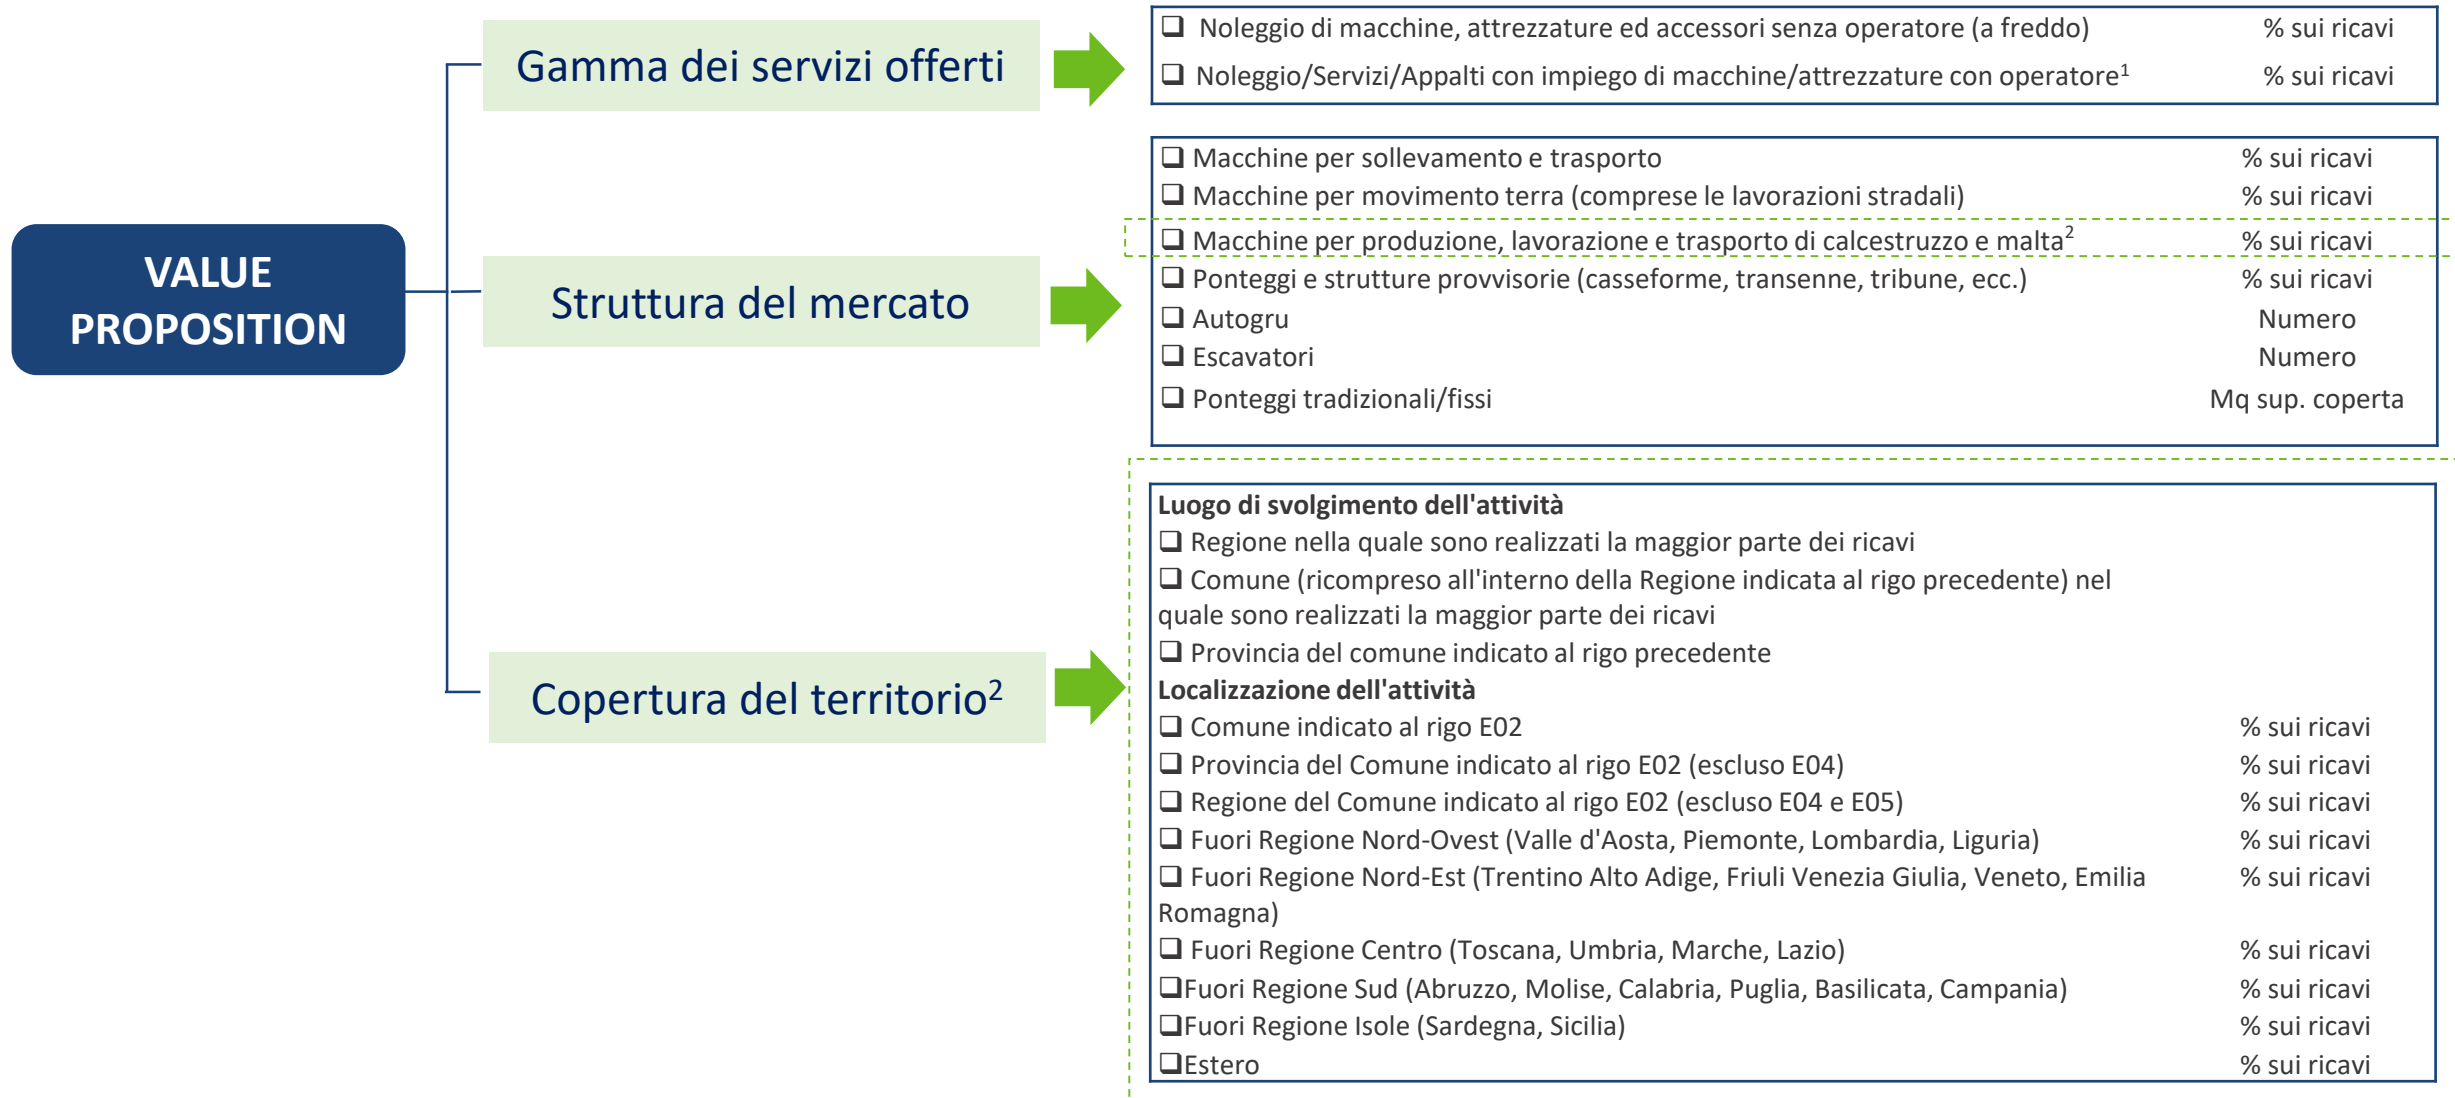 VALUE
PROPOSITION
Gamma dei servizi offerti
❑ Noleggio di macchine, attrezzature ed accessori senza operatore (a freddo) % sui ricavi
❑ Noleggio/Servizi/Appalti con impiego di macchine/attrezzature con operatore¹ % sui ricavi
Struttura del mercato
❑ Macchine per sollevamento e trasporto % sui ricavi
❑ Macchine per movimento terra (comprese le lavorazioni stradali) % sui ricavi
❑ Macchine per produzione, lavorazione e trasporto di calcestruzzo e malta² % sui ricavi
❑ Ponteggi e strutture provvisorie (casseforme, transenne, tribune, ecc.) % sui ricavi
❑ Autogru Numero
❑ Escavatori Numero
❑ Ponteggi tradizionali/fissi Mq sup. coperta
Copertura del territorio²
Luogo di svolgimento dell'attività
❑ Regione nella quale sono realizzati la maggior parte dei ricavi
❑ Comune (ricompreso all'interno della Regione indicata al rigo precedente) nel
quale sono realizzati la maggior parte dei ricavi
❑ Provincia del comune indicato al rigo precedente
Localizzazione dell'attività
❑ Comune indicato al rigo E02 % sui ricavi
❑ Provincia del Comune indicato al rigo E02 (escluso E04) % sui ricavi
❑ Regione del Comune indicato al rigo E02 (escluso E04 e E05) % sui ricavi
❑ Fuori Regione Nord-Ovest (Valle d'Aosta, Piemonte, Lombardia, Liguria) % sui ricavi
❑ Fuori Regione Nord-Est (Trentino Alto Adige, Friuli Venezia Giulia, Veneto, Emilia % sui ricavi
Romagna)
❑ Fuori Regione Centro (Toscana, Umbria, Marche, Lazio) % sui ricavi
❑Fuori Regione Sud (Abruzzo, Molise, Calabria, Puglia, Basilicata, Campania) % sui ricavi
❑Fuori Regione Isole (Sardegna, Sicilia) % sui ricavi
❑Estero % sui ricavi